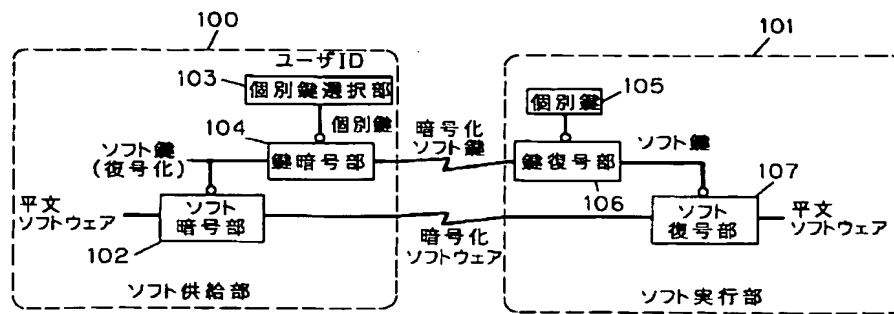 100
101
ユーザID
103
個別鍵選択部
個別鍵
105
104
個別鍵
暗号化
ソフト鍵
ソフト鍵
(復号化)
鍵暗号部
鍵復号部
ソフト鍵
106
107
平文
ソフトウェア
ソフト
暗号部
102
暗号化
ソフトウェア
ソフト
復号部
平文
ソフトウェア
ソフト供給部
ソフト実行部